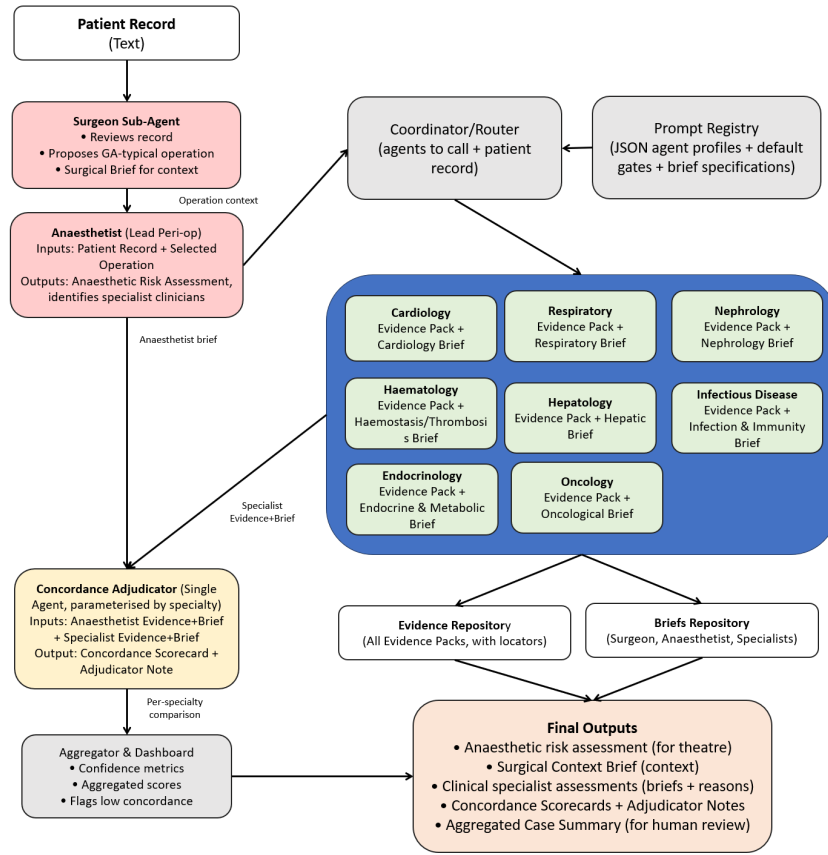 Patient Record
(Text)
Surgeon Sub-Agent
• Reviews record
• Proposes GA-typical operation
• Surgical Brief for context
Operation context
Anaesthetist (Lead Peri-op)
Inputs: Patient Record + Selected
Operation
Outputs: Anaesthetic Risk Assessment,
identifies specialist clinicians
Anaesthetist brief
Coordinator/Router
(agents to call + patient
record)
Prompt Registry
(JSON agent profiles + default
gates + brief specifications)
Cardiology
Evidence Pack +
Cardiology Brief
Respiratory
Evidence Pack +
Respiratory Brief
Nephrology
Evidence Pack +
Nephrology Brief
Haematology
Evidence Pack +
Haemostasis/Thrombosi
s Brief
Hepatology
Evidence Pack + Hepatic
Brief
Infectious Disease
Evidence Pack +
Infection & Immunity
Brief
Endocrinology
Evidence Pack +
Endocrine & Metabolic
Brief
Oncology
Evidence Pack +
Oncological Brief
Specialist
Evidence+Brief
Concordance Adjudicator (Single
Agent, parameterised by specialty)
Inputs: Anaesthetist Evidence+Brief
+ Specialist Evidence+Brief
Output: Concordance Scorecard +
Adjudicator Note
Per-specialty
comparison
Aggregator & Dashboard
• Confidence metrics
• Aggregated scores
• Flags low concordance
Evidence Repository
(All Evidence Packs, with locators)
Briefs Repository
(Surgeon, Anaesthetist, Specialists)
Final Outputs
• Anaesthetic risk assessment (for theatre)
• Surgical Context Brief (context)
• Clinical specialist assessments (briefs + reasons)
• Concordance Scorecards + Adjudicator Notes
• Aggregated Case Summary (for human review)